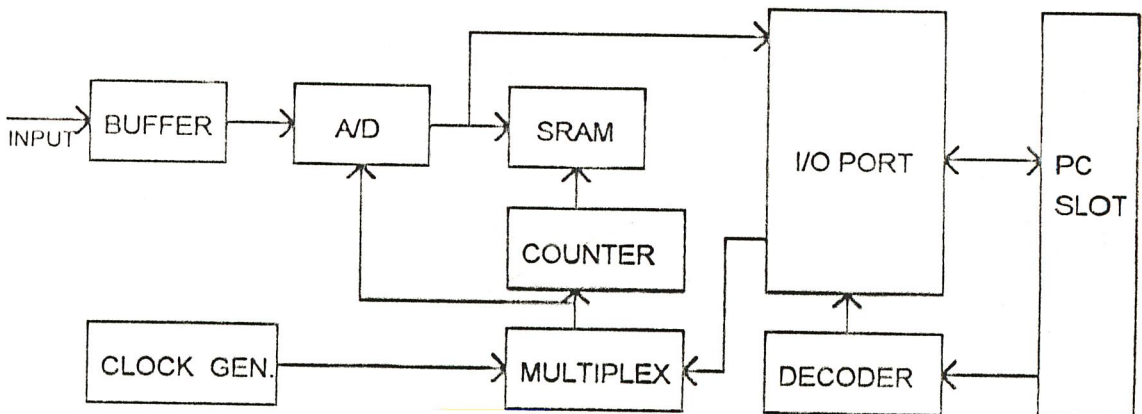 INPUT
BUFFER
A/D
SRAM
I/O PORT
PC
SLOT
COUNTER
CLOCK GEN.
MULTIPLEX
DECODER